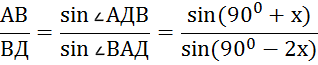 АВ/ВД = sin∠АДВ/sin∠ВАД = sin(90⁰ + x)/sin(90⁰ − 2x)